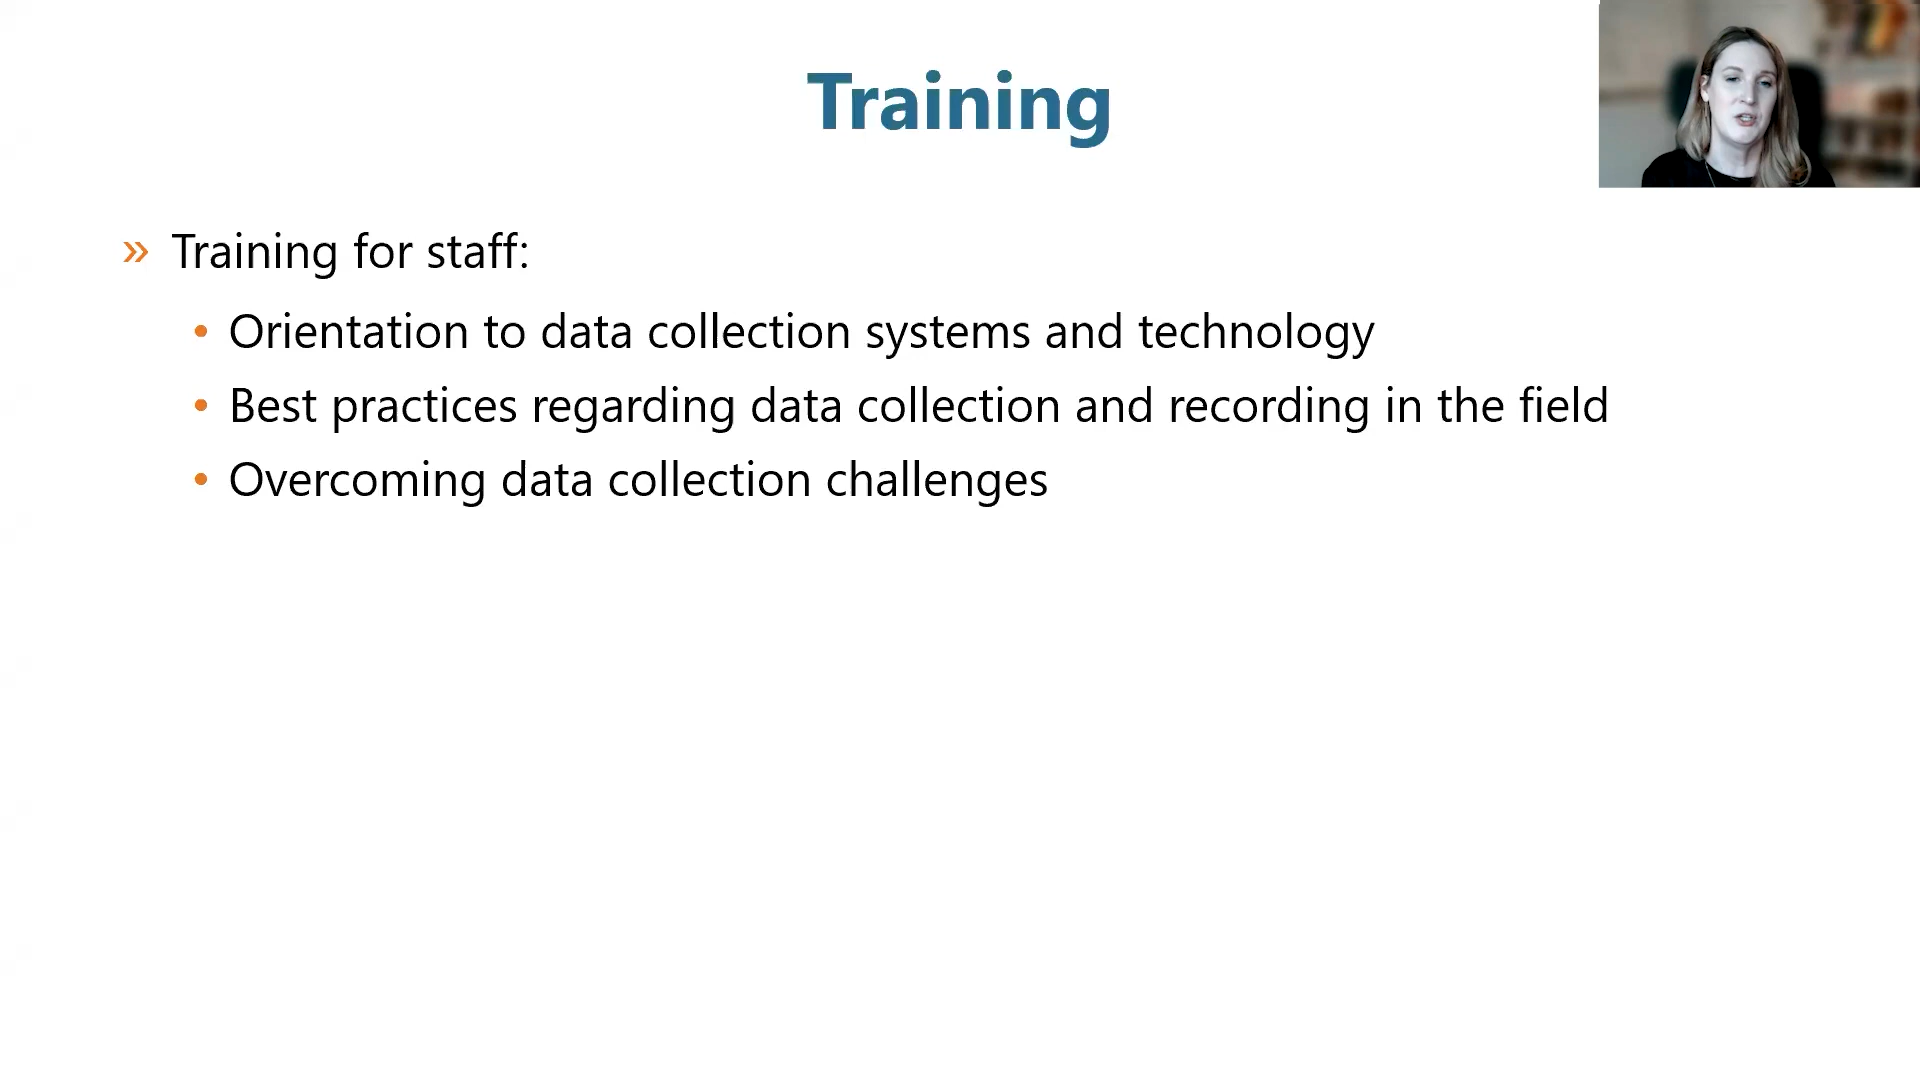 Training
» Training for staff:
• Orientation to data collection systems and technology
• Best practices regarding data collection and recording in the field
• Overcoming data collection challenges